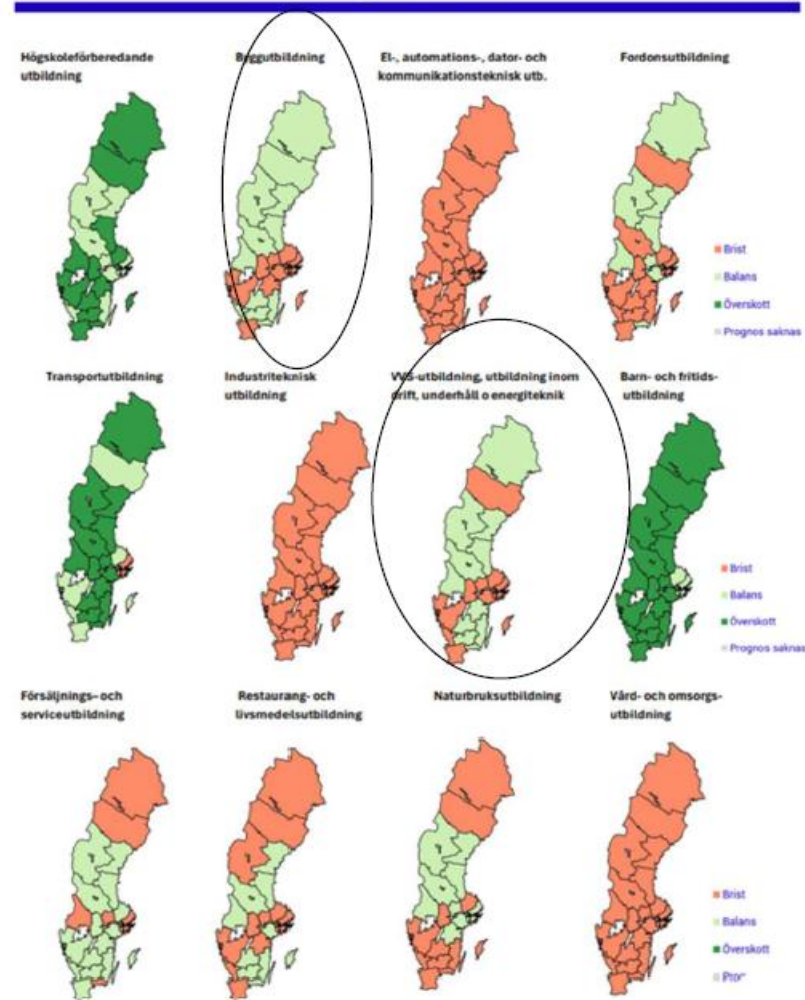 Högskoleförberedande
utbildning
Byggutbildning
El-, automations-, dator- och
kommunikationsteknisk utb.
Fordonsutbildning
Brist
Balans
Överskott
Prognos saknas
Transportutbildning
Industriteknisk
utbildning
VVS-utbildning, utbildning inom
drift, underhåll o energiteknik
Barn- och fritids-
utbildning
Brist
Balans
Överskott
Prognos saknas
Försäljnings- och
serviceutbildning
Restaurang- och
livsmedelsutbildning
Naturbruksutbildning
Vård- och omsorgs-
utbildning
Brist
Balans
Överskott